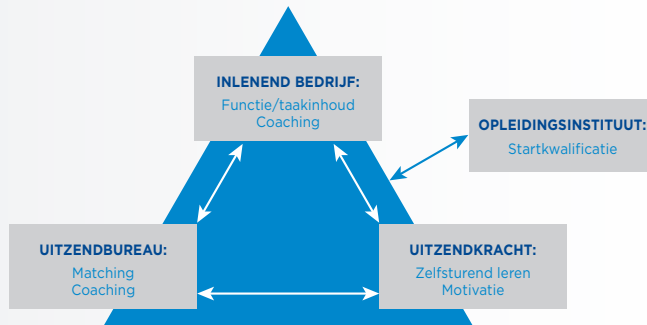 INLENEND BEDRIJF:
Functie/taakinhoud
Coaching
OPLEIDINGSINSTITUUT:
Startkwalificatie
UITZENDBUREAU:
Matching
Coaching
UITZENDKRACHT:
Zelfsturend leren
Motivatie